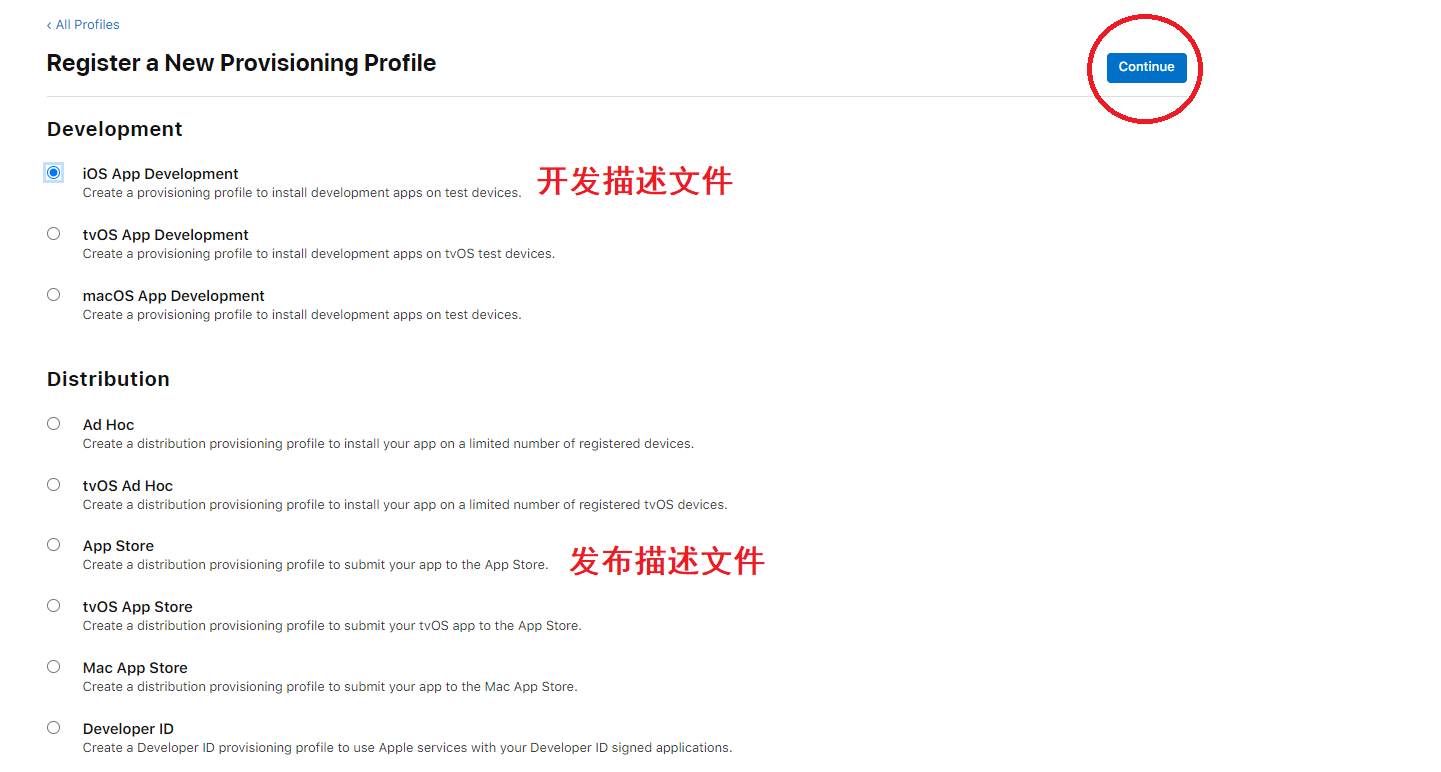 ‹ All Profiles
Register a New Provisioning Profile
Continue
Development
iOS App Development
Create a provisioning profile to install development apps on test devices.
开发描述文件
tvOS App Development
Create a provisioning profile to install development apps on tvOS test devices.
macOS App Development
Create a provisioning profile to install development apps on test devices.
Distribution
Ad Hoc
Create a distribution provisioning profile to install your app on a limited number of registered devices.
tvOS Ad Hoc
Create a distribution provisioning profile to install your app on a limited number of registered tvOS devices.
App Store
Create a distribution provisioning profile to submit your app to the App Store.
发布描述文件
tvOS App Store
Create a distribution provisioning profile to submit your tvOS app to the App Store.
Mac App Store
Create a distribution provisioning profile to submit your app to the Mac App Store.
Developer ID
Create a Developer ID provisioning profile to use Apple services with your Developer ID signed applications.